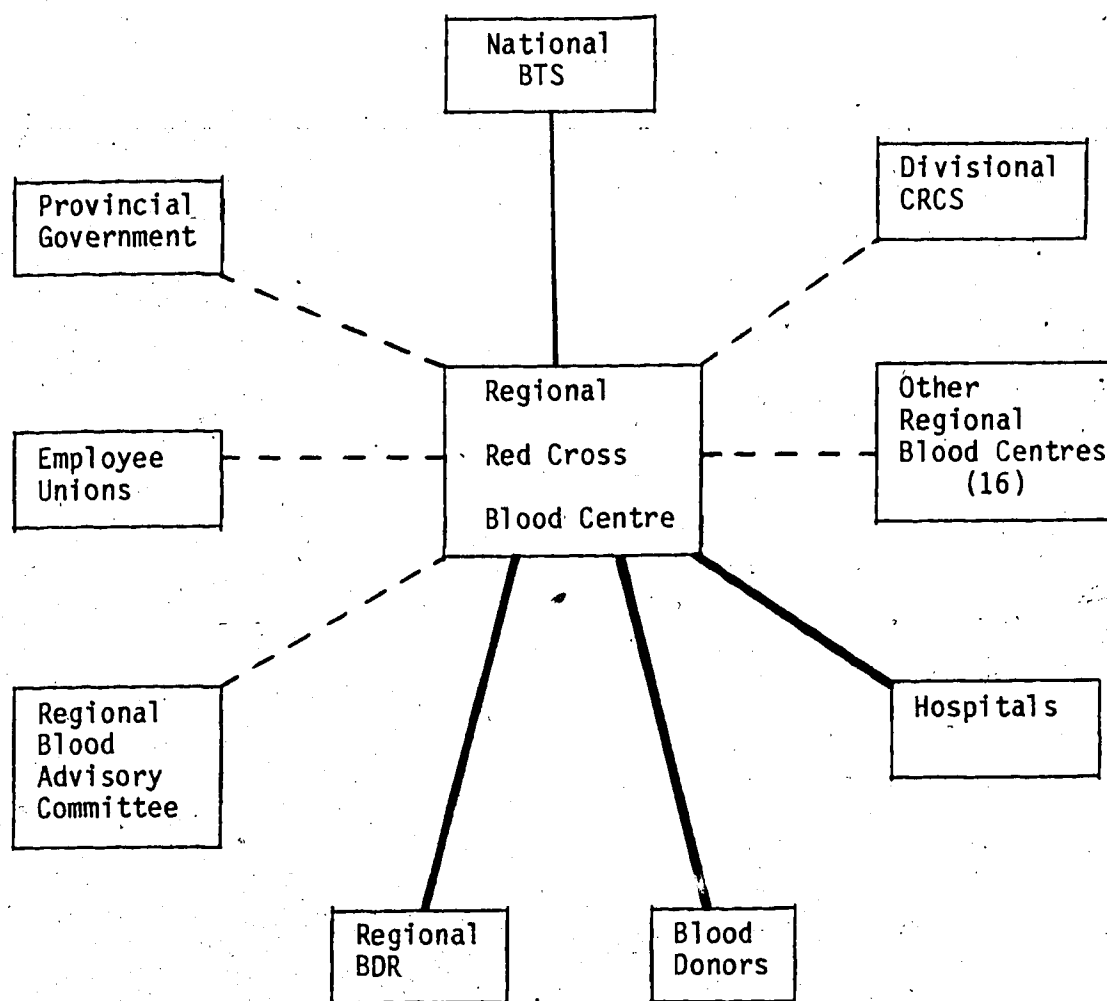 National
BTS
Divisional
CRCS
Provincial
Government
Regional
Red Cross
Blood Centre
Other
Regional
Blood Centres
(16)
Employee
Unions
Regional
Blood
Advisory
Committee
Hospitals
Regional
BDR
Blood
Donors